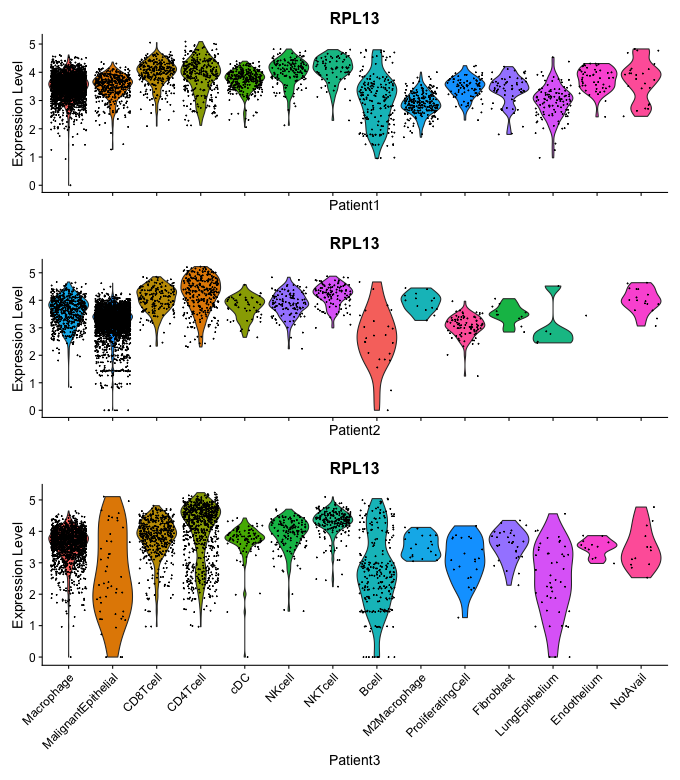 RPL13
Expression Level
5
4
3
2
1
0
Patient1
RPL13
Expression Level
5
4
3
2
1
0
Patient2
RPL13
Expression Level
5
4
3
2
1
0
Macrophage
MalignantEpithelial
CD8Tcell
CD4Tcell
cDC
NKcell
NKTcell
Bcell
M2Macrophage
ProliferatingCell
Fibroblast
LungEpithelium
Endothelium
NotAvail
Patient3